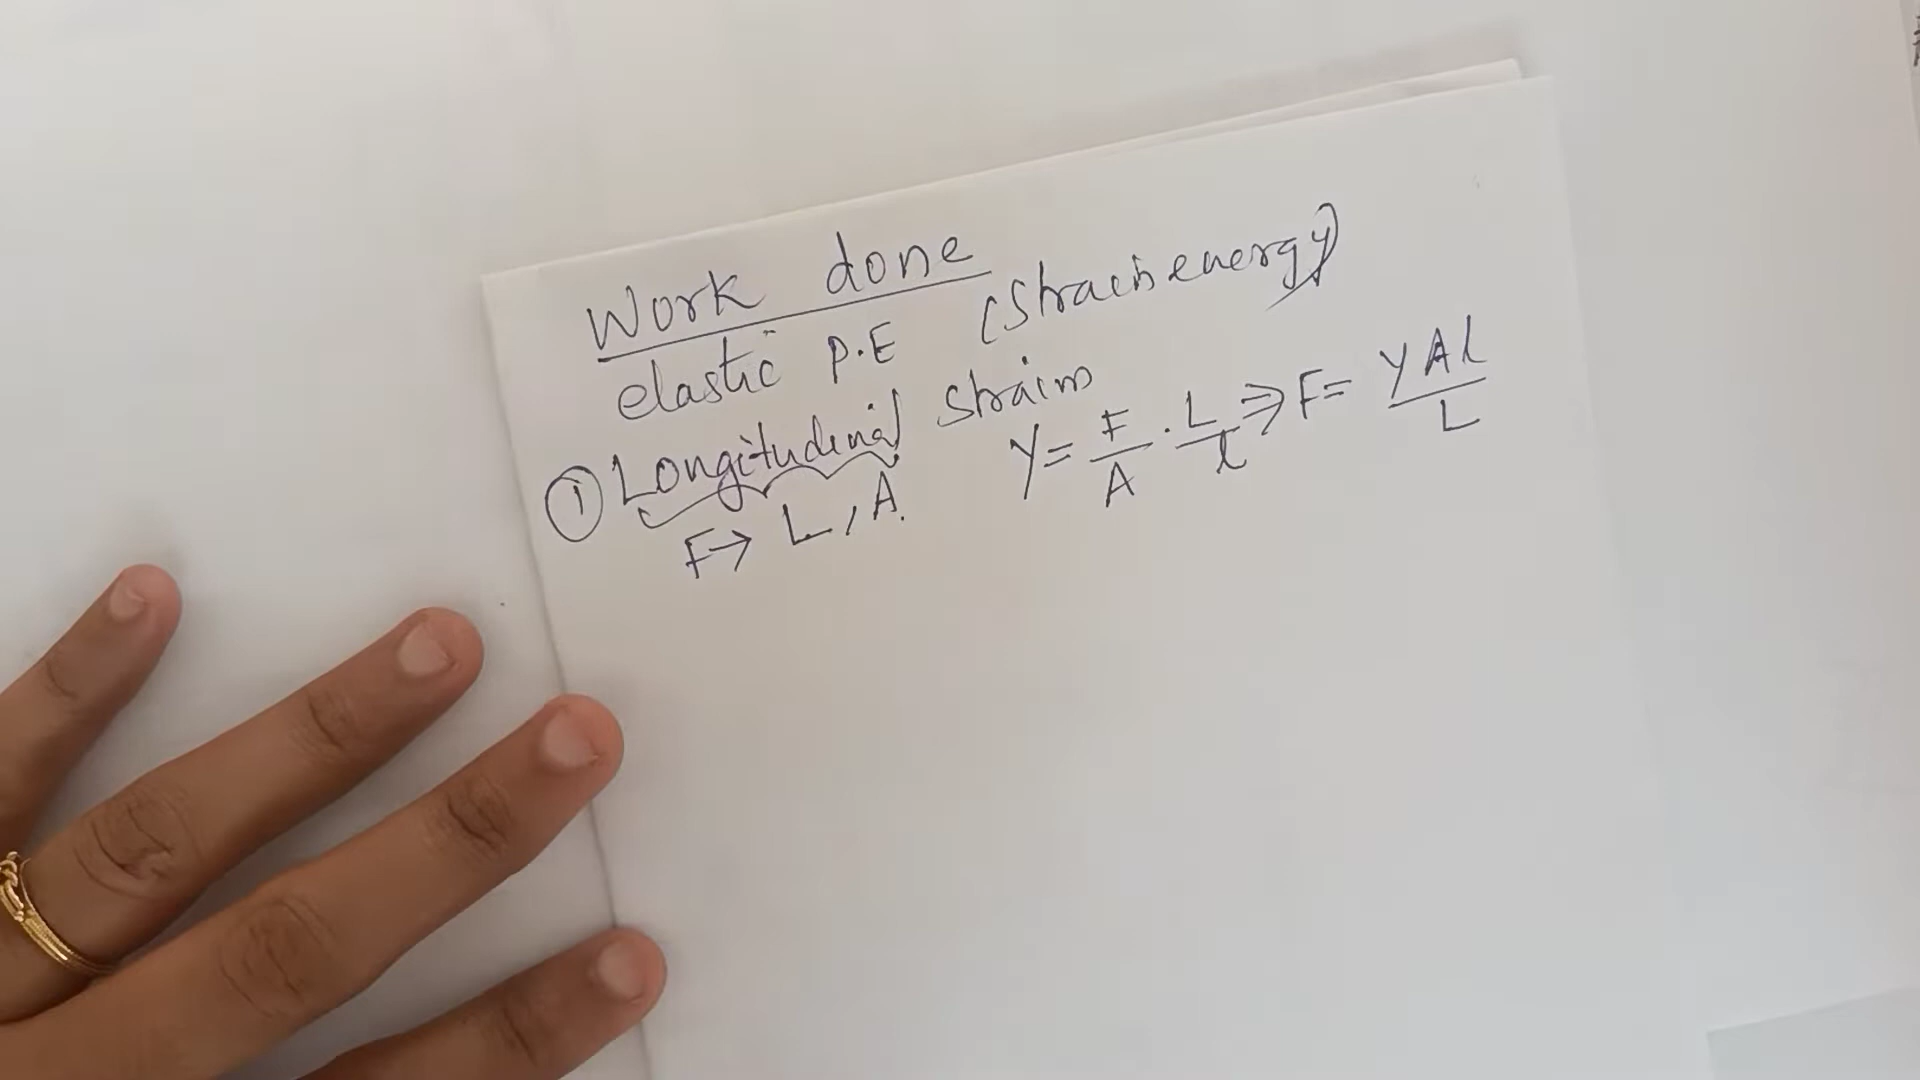 Work done
elastic P.E (Strain energy)
① Longitudinal Strain
F→ L, A.
Y= F/A . L/l ⇒ F= YAl/L